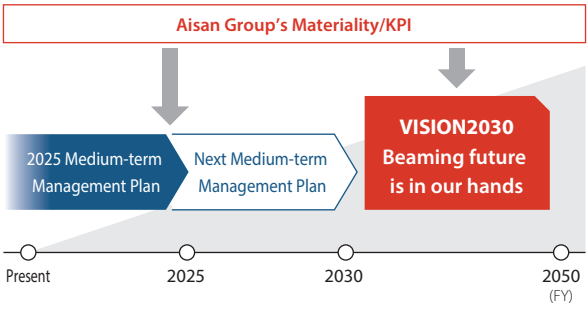 Aisan Group's Materiality/KPI
2025 Medium-term
Management Plan
Next Medium-term
Management Plan
VISION2030
Beaming future
is in our hands
Present
2025
2030
2050
(FY)